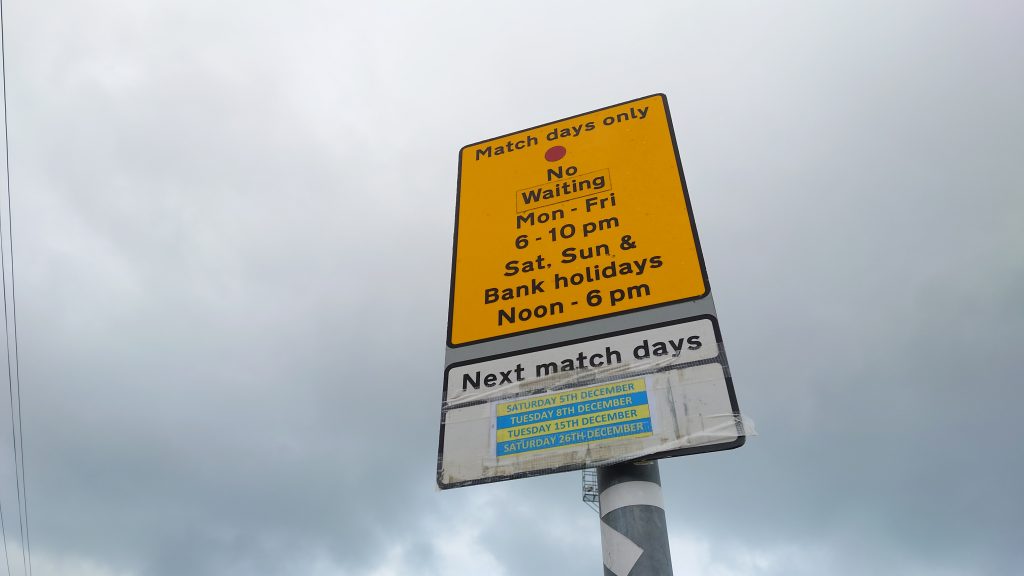 Match days only
No
Waiting
Mon - Fri
6 - 10 pm
Sat, Sun &
Bank holidays
Noon - 6 pm
Next match days
SATURDAY 5TH DECEMBER
TUESDAY 8TH DECEMBER
TUESDAY 15TH DECEMBER
SATURDAY 26TH DECEMBER